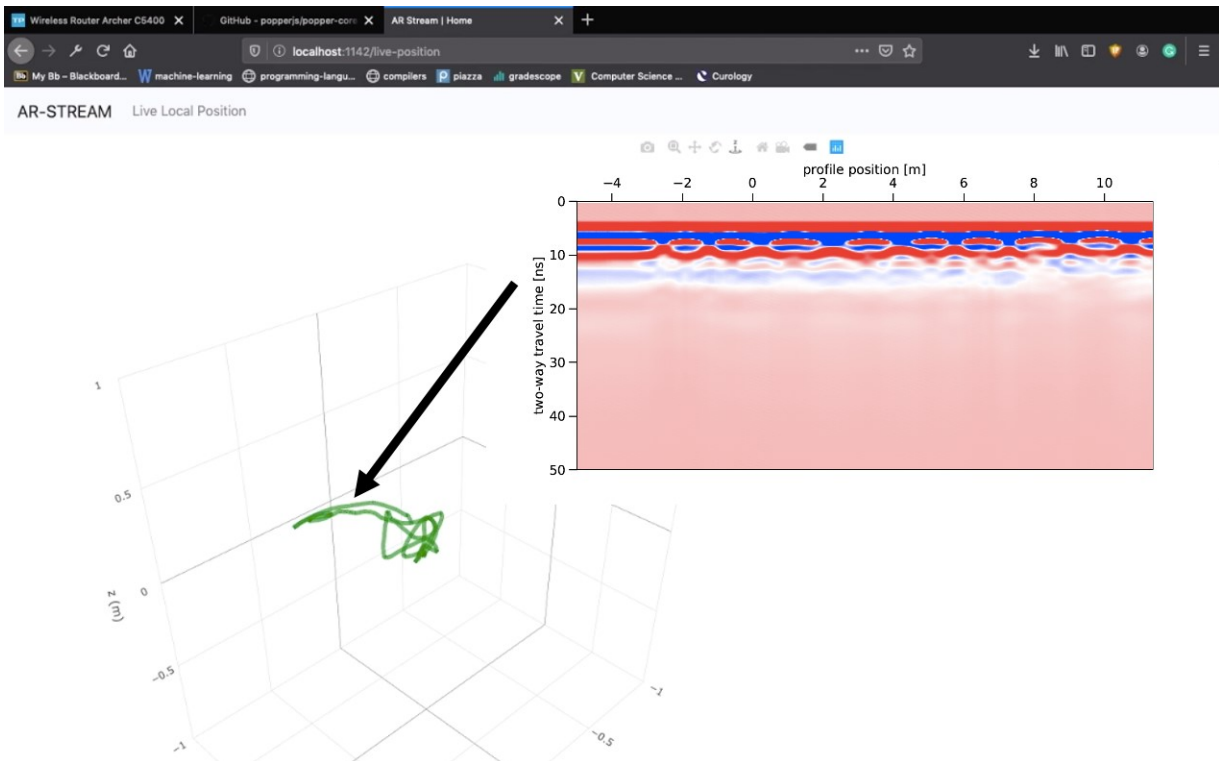 Wireless Router Archer C5400
GitHub - popperjs/popper-core
AR Stream | Home
localhost:1142/live-position
My Bb – Blackboard...
machine-learning
programming-langu...
compilers
piazza
gradescope
Computer Science ...
Curology
AR-STREAM Live Local Position
profile position [m]
−4 −2 0 2 4 6 8 10
two-way travel time [ns]
0
10
20
30
40
50
1
0.5
0
z (m)
−0.5
−1
−1
−0.5